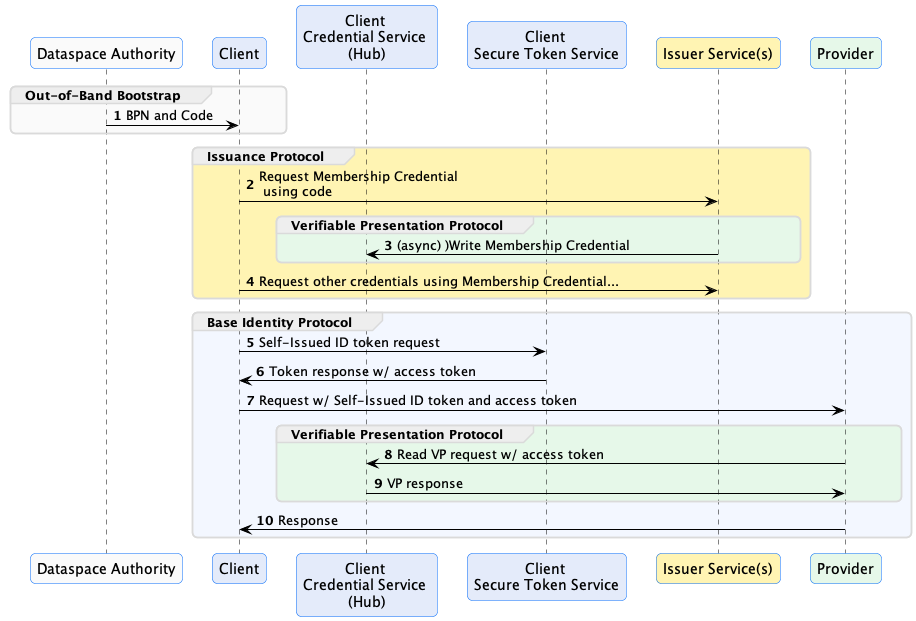 Dataspace Authority
Client
Client
Credential Service
(Hub)
Client
Secure Token Service
Issuer Service(s)
Provider
Out-of-Band Bootstrap
1 BPN and Code
Issuance Protocol
2 Request Membership Credential
using code
Verifiable Presentation Protocol
3 (async) )Write Membership Credential
4 Request other credentials using Membership Credential...
Base Identity Protocol
5 Self-Issued ID token request
6 Token response w/ access token
7 Request w/ Self-Issued ID token and access token
Verifiable Presentation Protocol
8 Read VP request w/ access token
9 VP response
10 Response
Dataspace Authority
Client
Client
Credential Service
(Hub)
Client
Secure Token Service
Issuer Service(s)
Provider